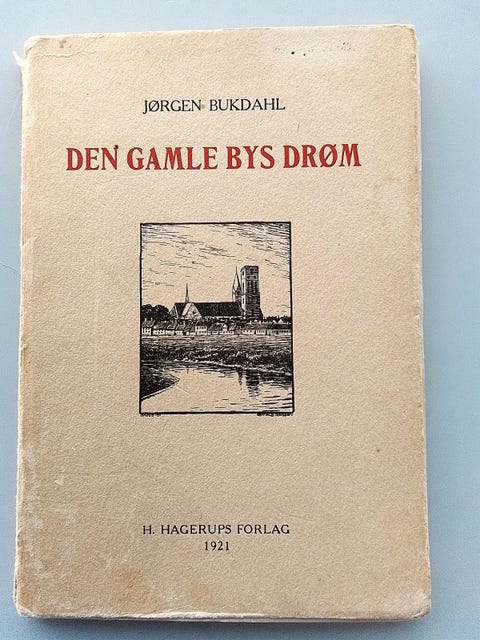 JØRGEN BUKDAHL
DEN GAMLE BYS DRØM
H. HAGERUPS FORLAG
1921